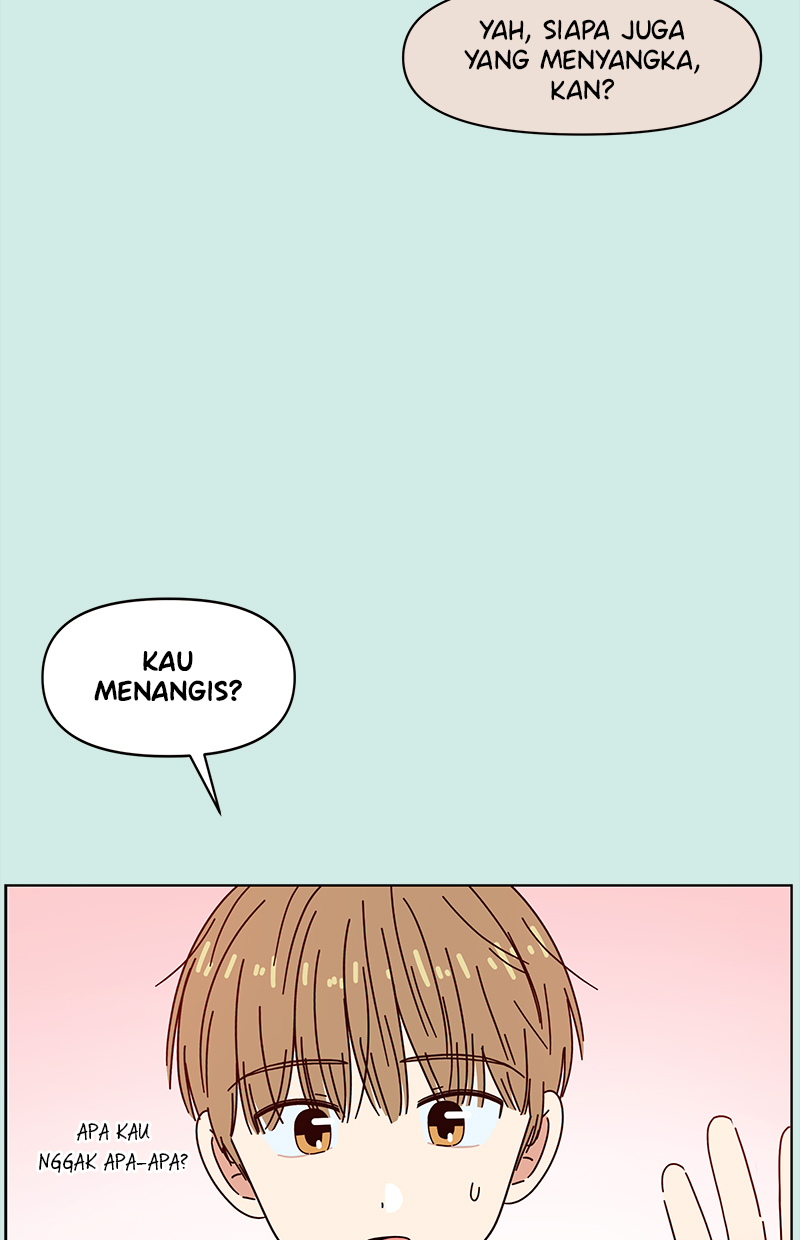 YAH, SIAPA JUGA
YANG MENYANGKA,
KAN?
KAU
MENANGIS?
APA KAU
NGGAK APA-APA?